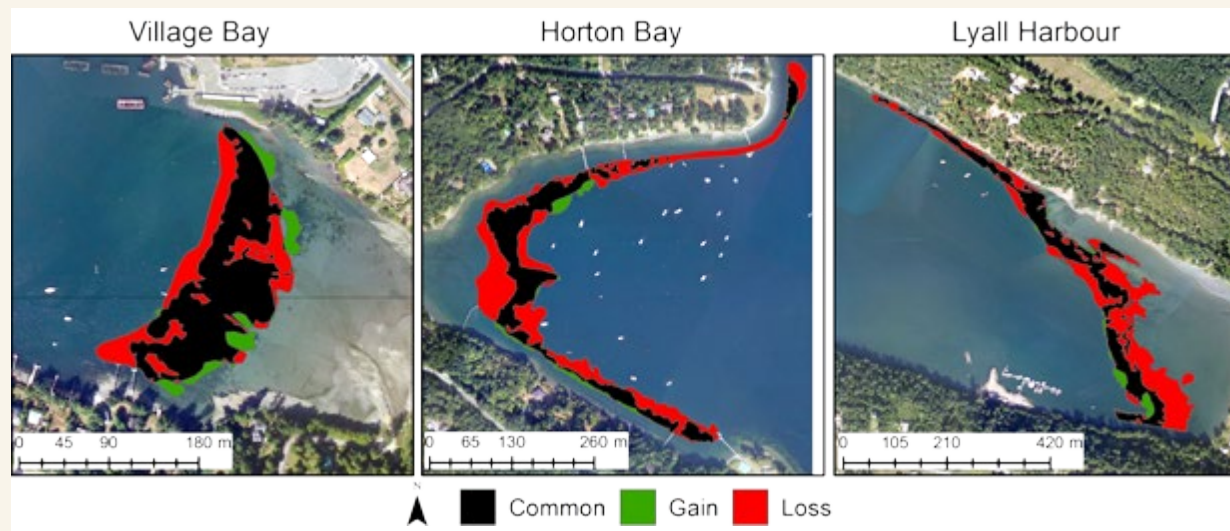 Village Bay
Horton Bay
Lyall Harbour
0 45 90 180 m
0 65 130 260 m
0 105 210 420 m
N
Common Gain Loss